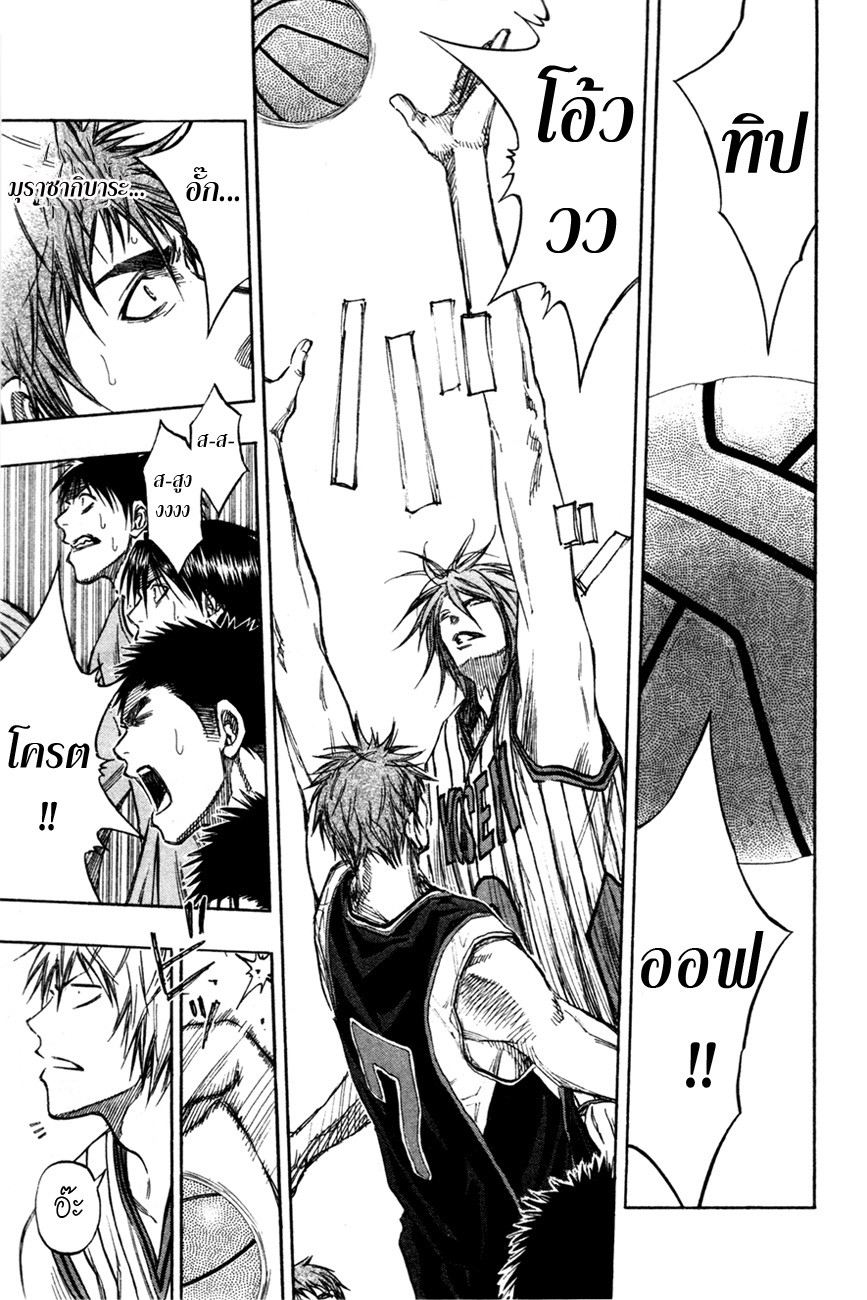 ทิป
ออฟ
!!
โอ้ว
วว
อั๊ก...
มุราซากิบาระ...
ส-ส-
ส-สูง
งงงง
โครต
!!
อ๊ะ
7